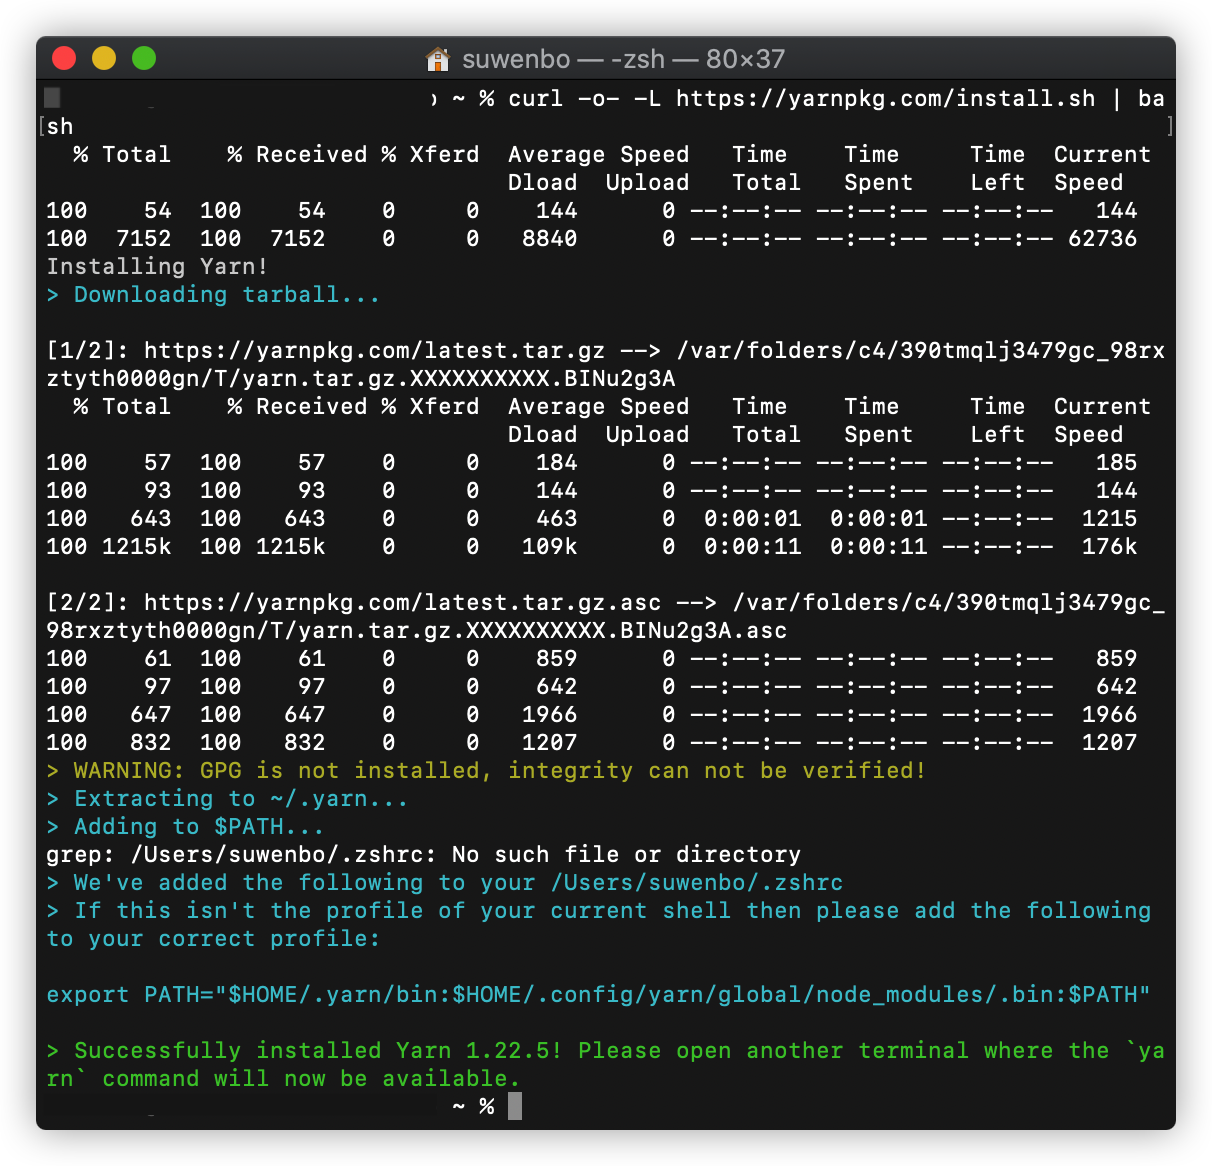 suwenbo — -zsh — 80×37
~ % curl -o- -L https://yarnpkg.com/install.sh | ba
[sh ]
% Total % Received % Xferd Average Speed Time Time Time Current
Dload Upload Total Spent Left Speed
100 54 100 54 0 0 144 0 --:--:-- --:--:-- --:--:-- 144
100 7152 100 7152 0 0 8840 0 --:--:-- --:--:-- --:--:-- 62736
Installing Yarn!
> Downloading tarball...
[1/2]: https://yarnpkg.com/latest.tar.gz --> /var/folders/c4/390tmqlj3479gc_98rx
ztyth0000gn/T/yarn.tar.gz.XXXXXXXXXX.BINu2g3A
% Total % Received % Xferd Average Speed Time Time Time Current
Dload Upload Total Spent Left Speed
100 57 100 57 0 0 184 0 --:--:-- --:--:-- --:--:-- 185
100 93 100 93 0 0 144 0 --:--:-- --:--:-- --:--:-- 144
100 643 100 643 0 0 463 0 0:00:01 0:00:01 --:--:-- 1215
100 1215k 100 1215k 0 0 109k 0 0:00:11 0:00:11 --:--:-- 176k
[2/2]: https://yarnpkg.com/latest.tar.gz.asc --> /var/folders/c4/390tmqlj3479gc_
98rxztyth0000gn/T/yarn.tar.gz.XXXXXXXXXX.BINu2g3A.asc
100 61 100 61 0 0 859 0 --:--:-- --:--:-- --:--:-- 859
100 97 100 97 0 0 642 0 --:--:-- --:--:-- --:--:-- 642
100 647 100 647 0 0 1966 0 --:--:-- --:--:-- --:--:-- 1966
100 832 100 832 0 0 1207 0 --:--:-- --:--:-- --:--:-- 1207
> WARNING: GPG is not installed, integrity can not be verified!
> Extracting to ~/.yarn...
> Adding to $PATH...
grep: /Users/suwenbo/.zshrc: No such file or directory
> We've added the following to your /Users/suwenbo/.zshrc
> If this isn't the profile of your current shell then please add the following
to your correct profile:
export PATH="$HOME/.yarn/bin:$HOME/.config/yarn/global/node_modules/.bin:$PATH"
> Successfully installed Yarn 1.22.5! Please open another terminal where the `ya
rn` command will now be available.
~ %